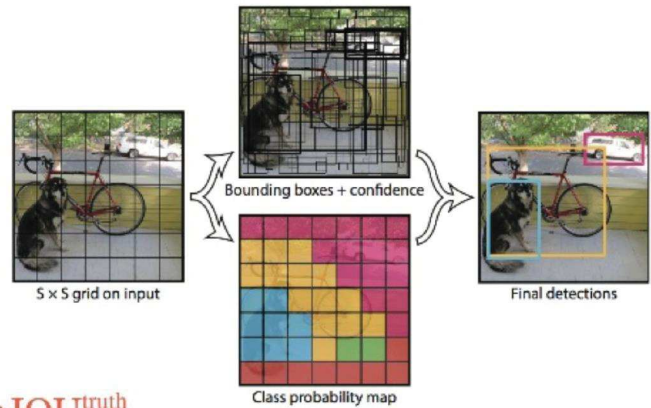 Bounding boxes + confidence
S × S grid on input
Final detections
Class probability map